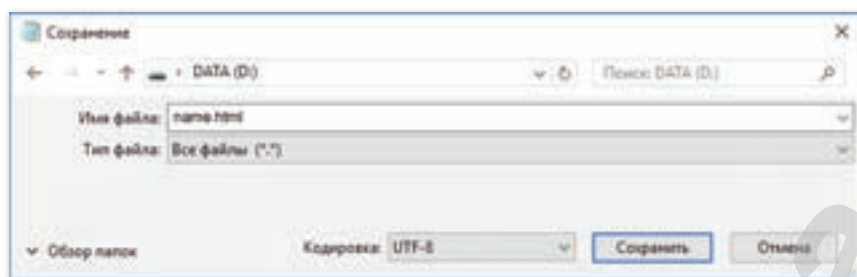 Сохранение
DATA (D:) Поиск: DATA (D:)
Имя файла: name.html
Тип файла: Все файлы (*.*)
Обзор папок Кодировка: UTF-8 Сохранить Отмена